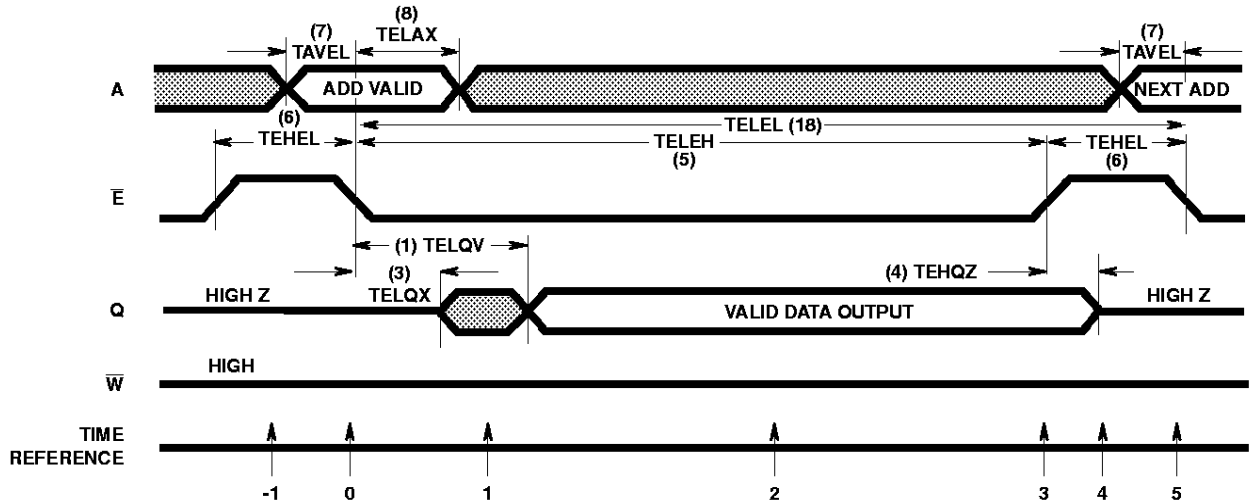 (8)
(7) TELAX (7)
TAVEL TAVEL
A ADD VALID NEXT ADD
(6) TELEL (18)
TEHEL TELEH TEHEL
(5) (6)
E̅
(1) TELQV
(3) (4) TEHQZ
HIGH Z TELQX HIGH Z
Q VALID DATA OUTPUT
HIGH
W̅
TIME
REFERENCE
-1 0 1 2 3 4 5